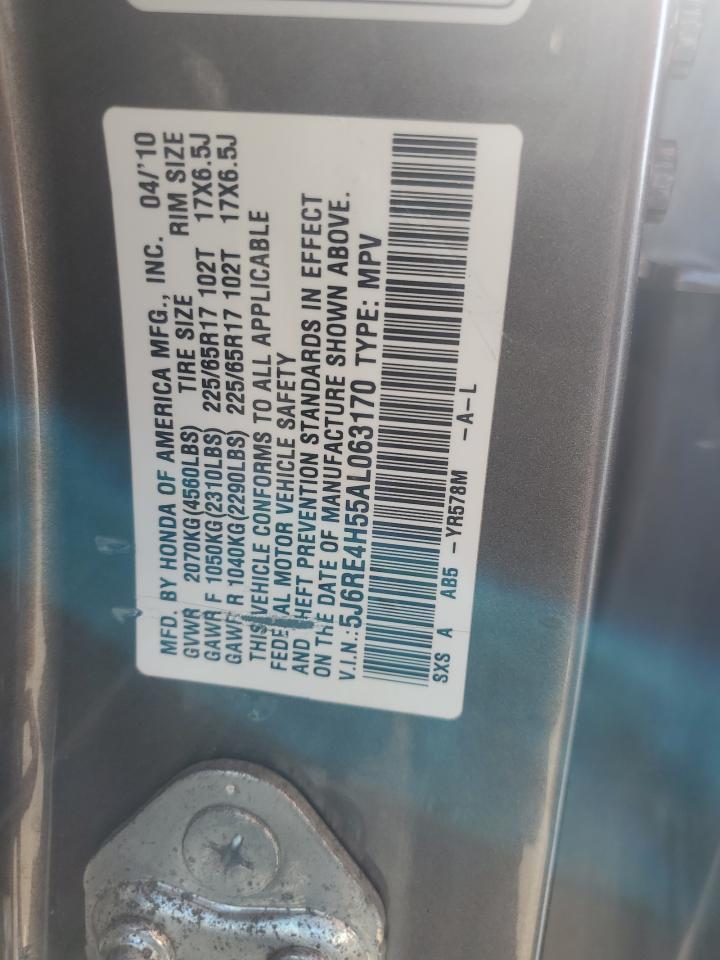 MFD. BY HONDA OF AMERICA MFG., INC. 04/'10
GVWR 2070KG(4560LBS) TIRE SIZE RIM SIZE
GAWR F 1050KG(2310LBS) 225/65R17 102T 17X6.5J
GAWR R 1040KG(2290LBS) 225/65R17 102T 17X6.5J
THIS VEHICLE CONFORMS TO ALL APPLICABLE
FEDERAL MOTOR VEHICLE SAFETY
AND THEFT PREVENTION STANDARDS IN EFFECT
ON THE DATE OF MANUFACTURE SHOWN ABOVE.
V.I.N.:5J6RE4H55AL063170 TYPE: MPV
SXS A AB5 -YR578M -A-L